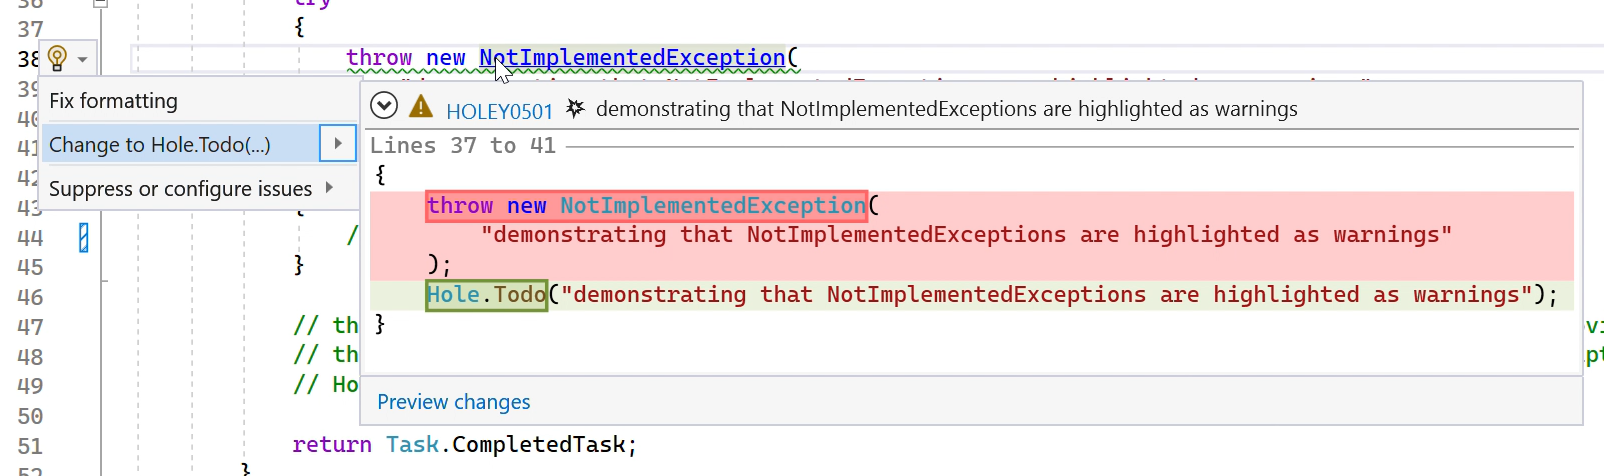 36 try
37 {
38 throw new NotImplementedException(
39
Fix formatting
40
Change to Hole.Todo(...)
41
42
Suppress or configure issues
43 {
HOLEY0501 demonstrating that NotImplementedExceptions are highlighted as warnings
Lines 37 to 41
{
throw new NotImplementedException(
"demonstrating that NotImplementedExceptions are highlighted as warnings"
);
Hole.Todo("demonstrating that NotImplementedExceptions are highlighted as warnings");
}
Preview changes
44 /
45 }
46
47 // th
48 // th
49 // Ho
50
51 return Task.CompletedTask;
52 }